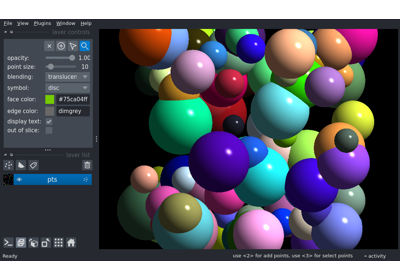 File View Plugins Window Help
layer controls
opacity: 1.00
point size: 10
blending: translucen
symbol: disc
face color: #75ca04ff
edge color: dimgrey
display text:
out of slice:
layer list
pts
use <2> for add points, use <3> for select points
activity